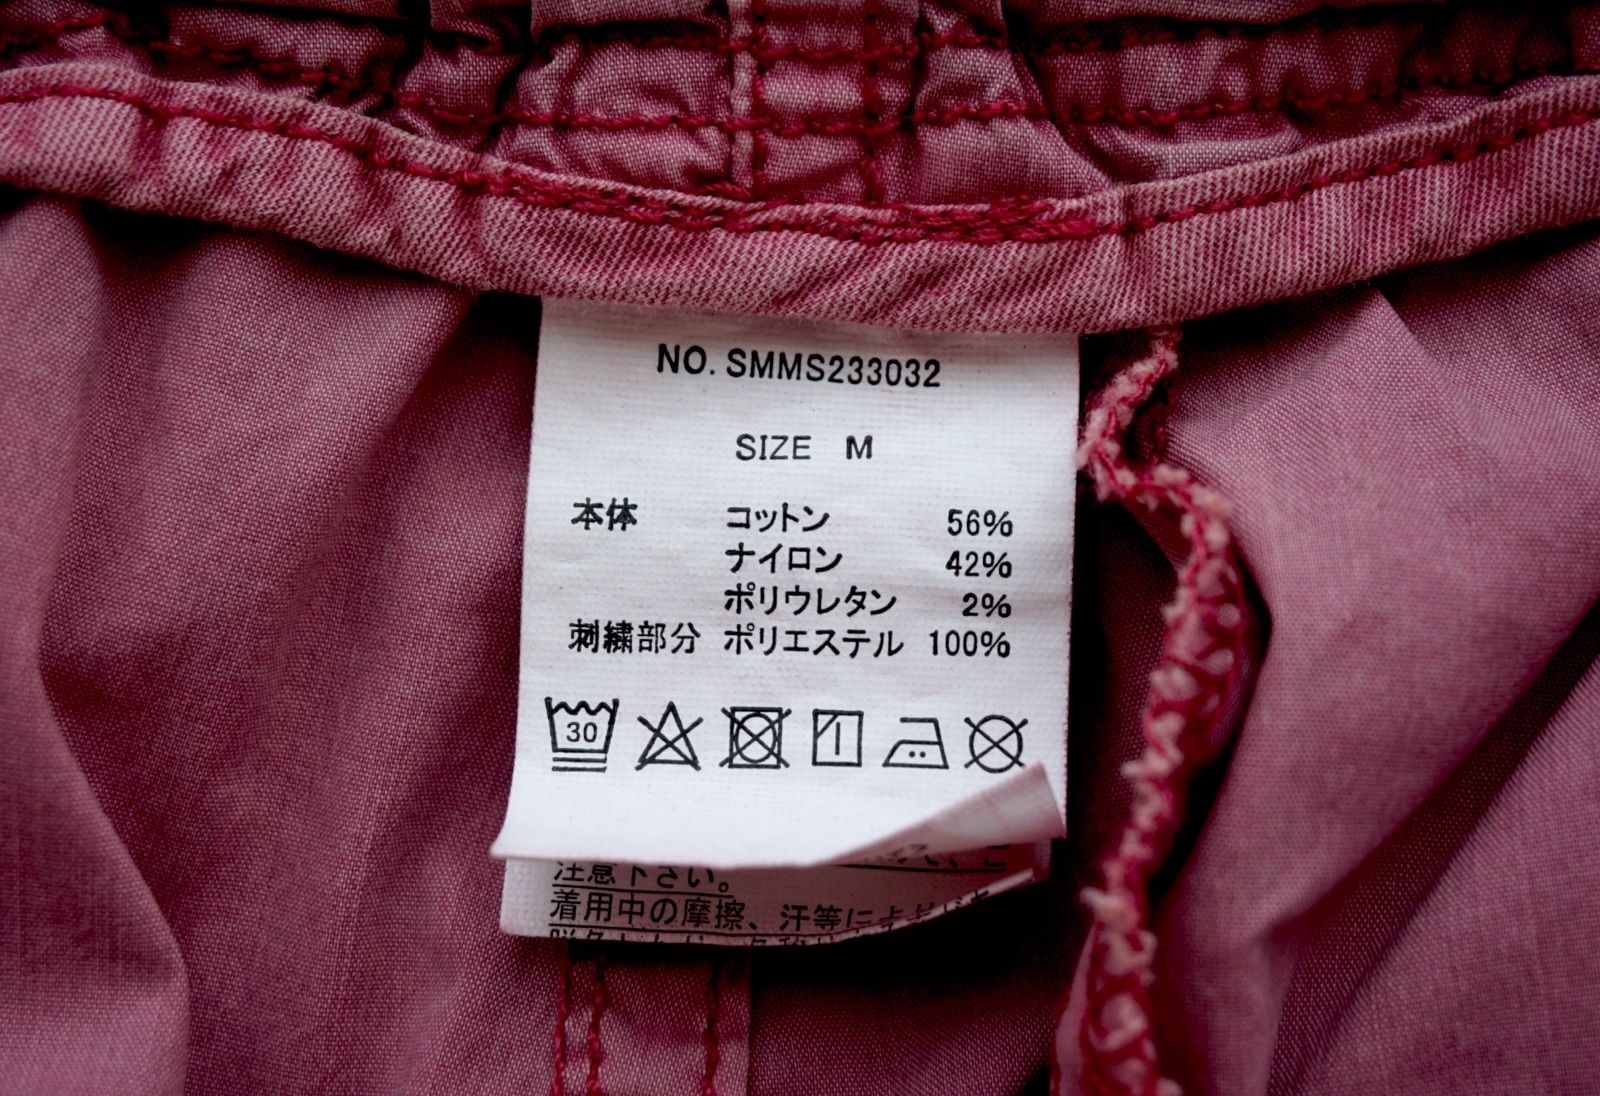 NO. SMMS233032
SIZE M
本体 コットン 56%
ナイロン 42%
ポリウレタン 2%
刺繍部分 ポリエステル 100%
30
注意下さい。
着用中の摩擦、汗等に